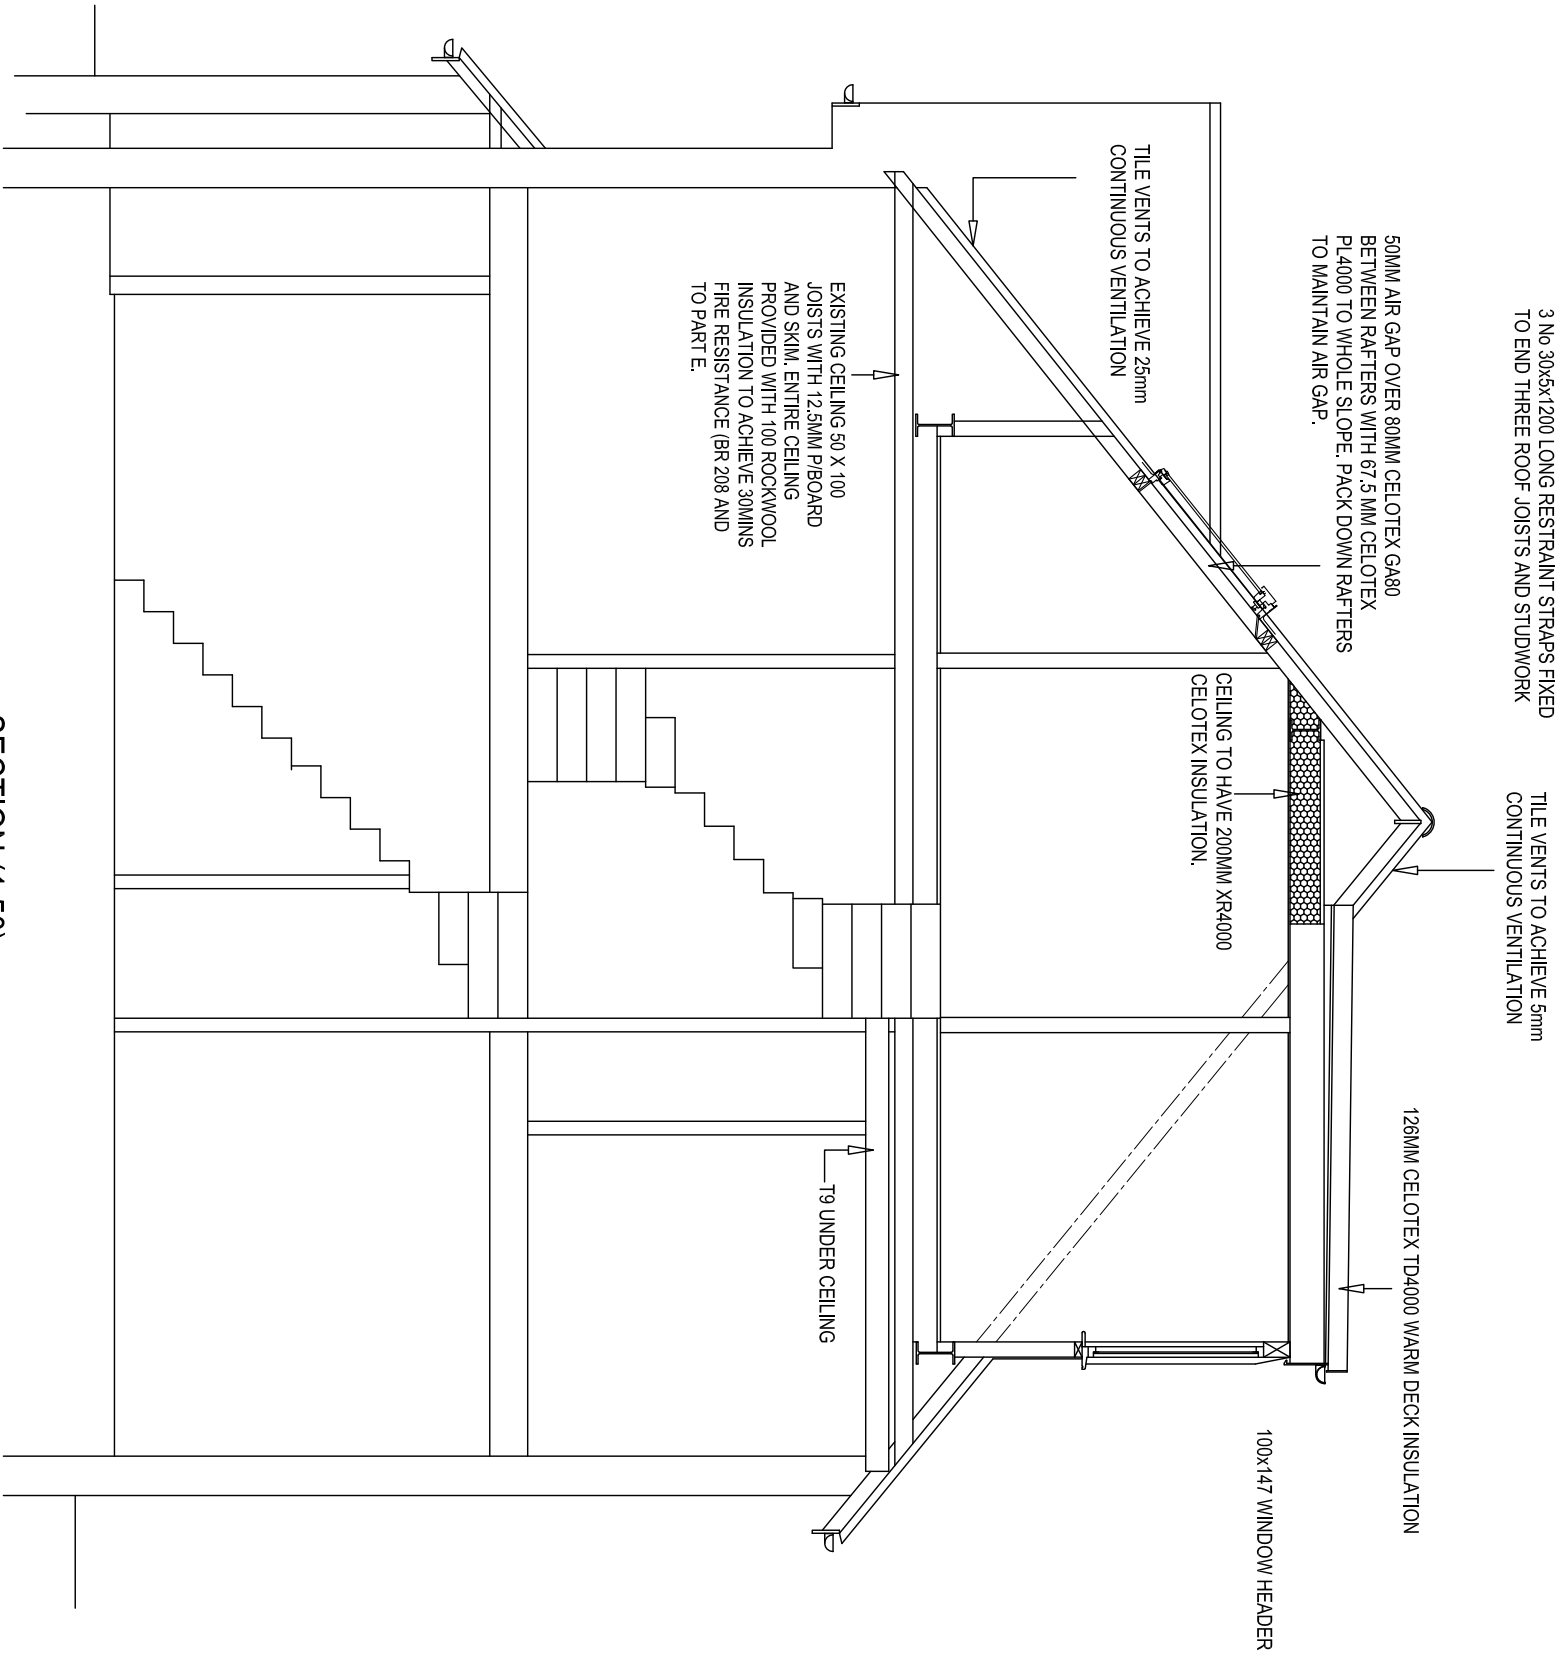 3 No 30x5x1200 LONG RESTRAINT STRAPS FIXED
TO END THREE ROOF JOISTS AND STUDWORK
TILE VENTS TO ACHIEVE 5mm
CONTINUOUS VENTILATION
50MM AIR GAP OVER 80MM CELOTEX GA80
BETWEEN RAFTERS WITH 67.5 MM CELOTEX
PL4000 TO WHOLE SLOPE. PACK DOWN RAFTERS
TO MAINTAIN AIR GAP.
126MM CELOTEX TD4000 WARM DECK INSULATION
100x147 WINDOW HEADER
CEILING TO HAVE 200MM XR4000
CELOTEX INSULATION.
TILE VENTS TO ACHIEVE 25mm
CONTINUOUS VENTILATION
EXISTING CEILING 50 X 100
JOISTS WITH 12.5MM P/BOARD
AND SKIM. ENTIRE CEILING
PROVIDED WITH 100 ROCKWOOL
INSULATION TO ACHIEVE 30MINS
FIRE RESISTANCE (BR 208 AND
TO PART E.
T9 UNDER CEILING
SECTION (1:50)